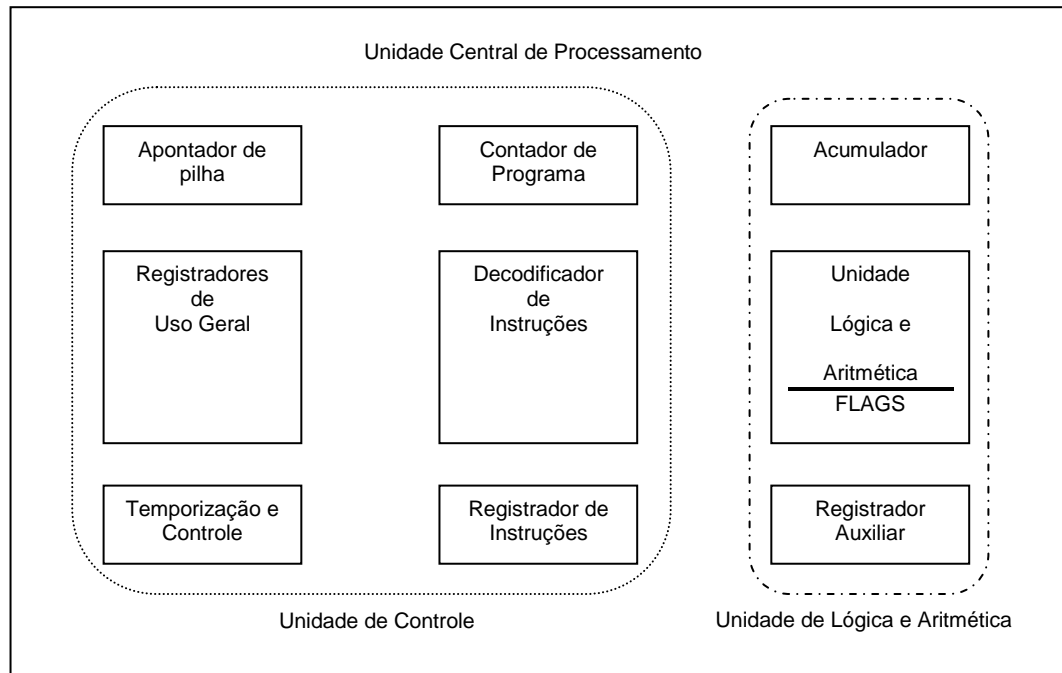 Unidade Central de Processamento
Apontador de
pilha
Contador de
Programa
Acumulador
Registradores
de
Uso Geral
Decodificador
de
Instruções
Unidade
Lógica e
Aritmética
FLAGS
Temporização e
Controle
Registrador de
Instruções
Registrador
Auxiliar
Unidade de Controle
Unidade de Lógica e Aritmética